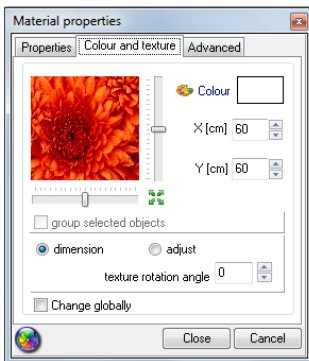 Material properties
Properties Colour and texture Advanced
Colour
X [cm] 60
Y [cm] 60
group selected objects
dimension adjust
texture rotation angle 0
Change globally
Close Cancel